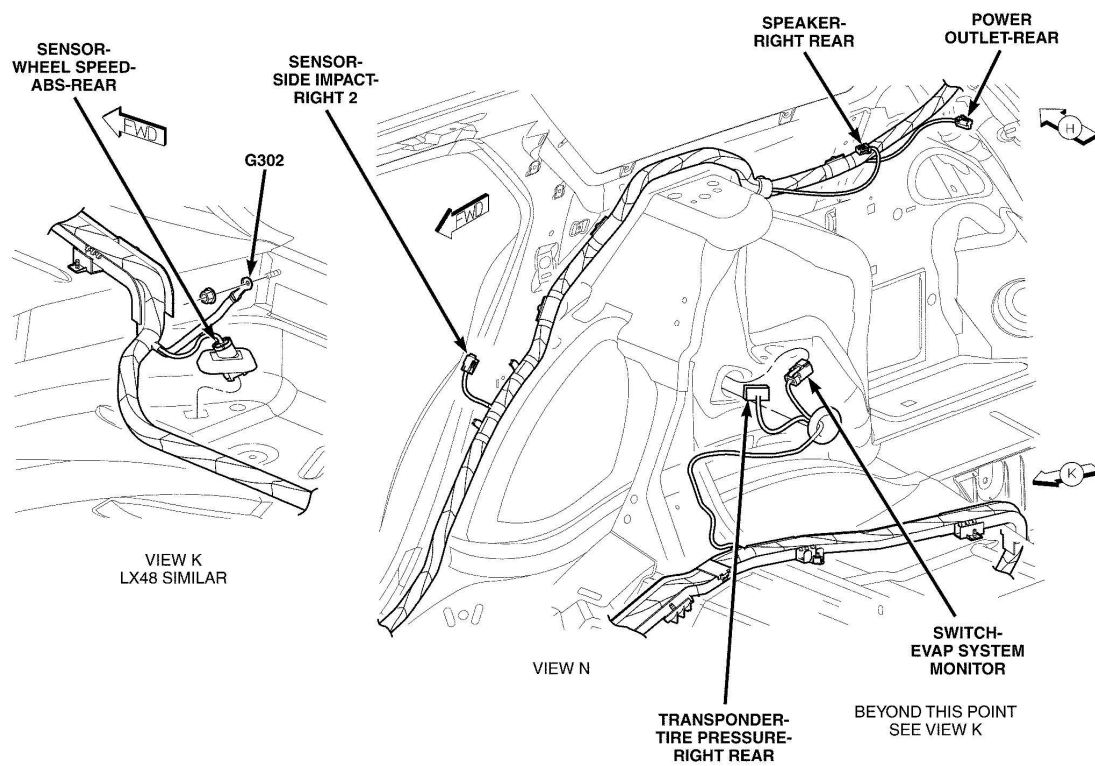 SENSOR-
WHEEL SPEED-
ABS-REAR
FWD
G302
VIEW K
LX48 SIMILAR
SENSOR-
SIDE IMPACT-
RIGHT 2
FWD
SPEAKER-
RIGHT REAR
POWER
OUTLET-REAR
H
K
VIEW N
TRANSPONDER-
TIRE PRESSURE-
RIGHT REAR
SWITCH-
EVAP SYSTEM
MONITOR
BEYOND THIS POINT
SEE VIEW K